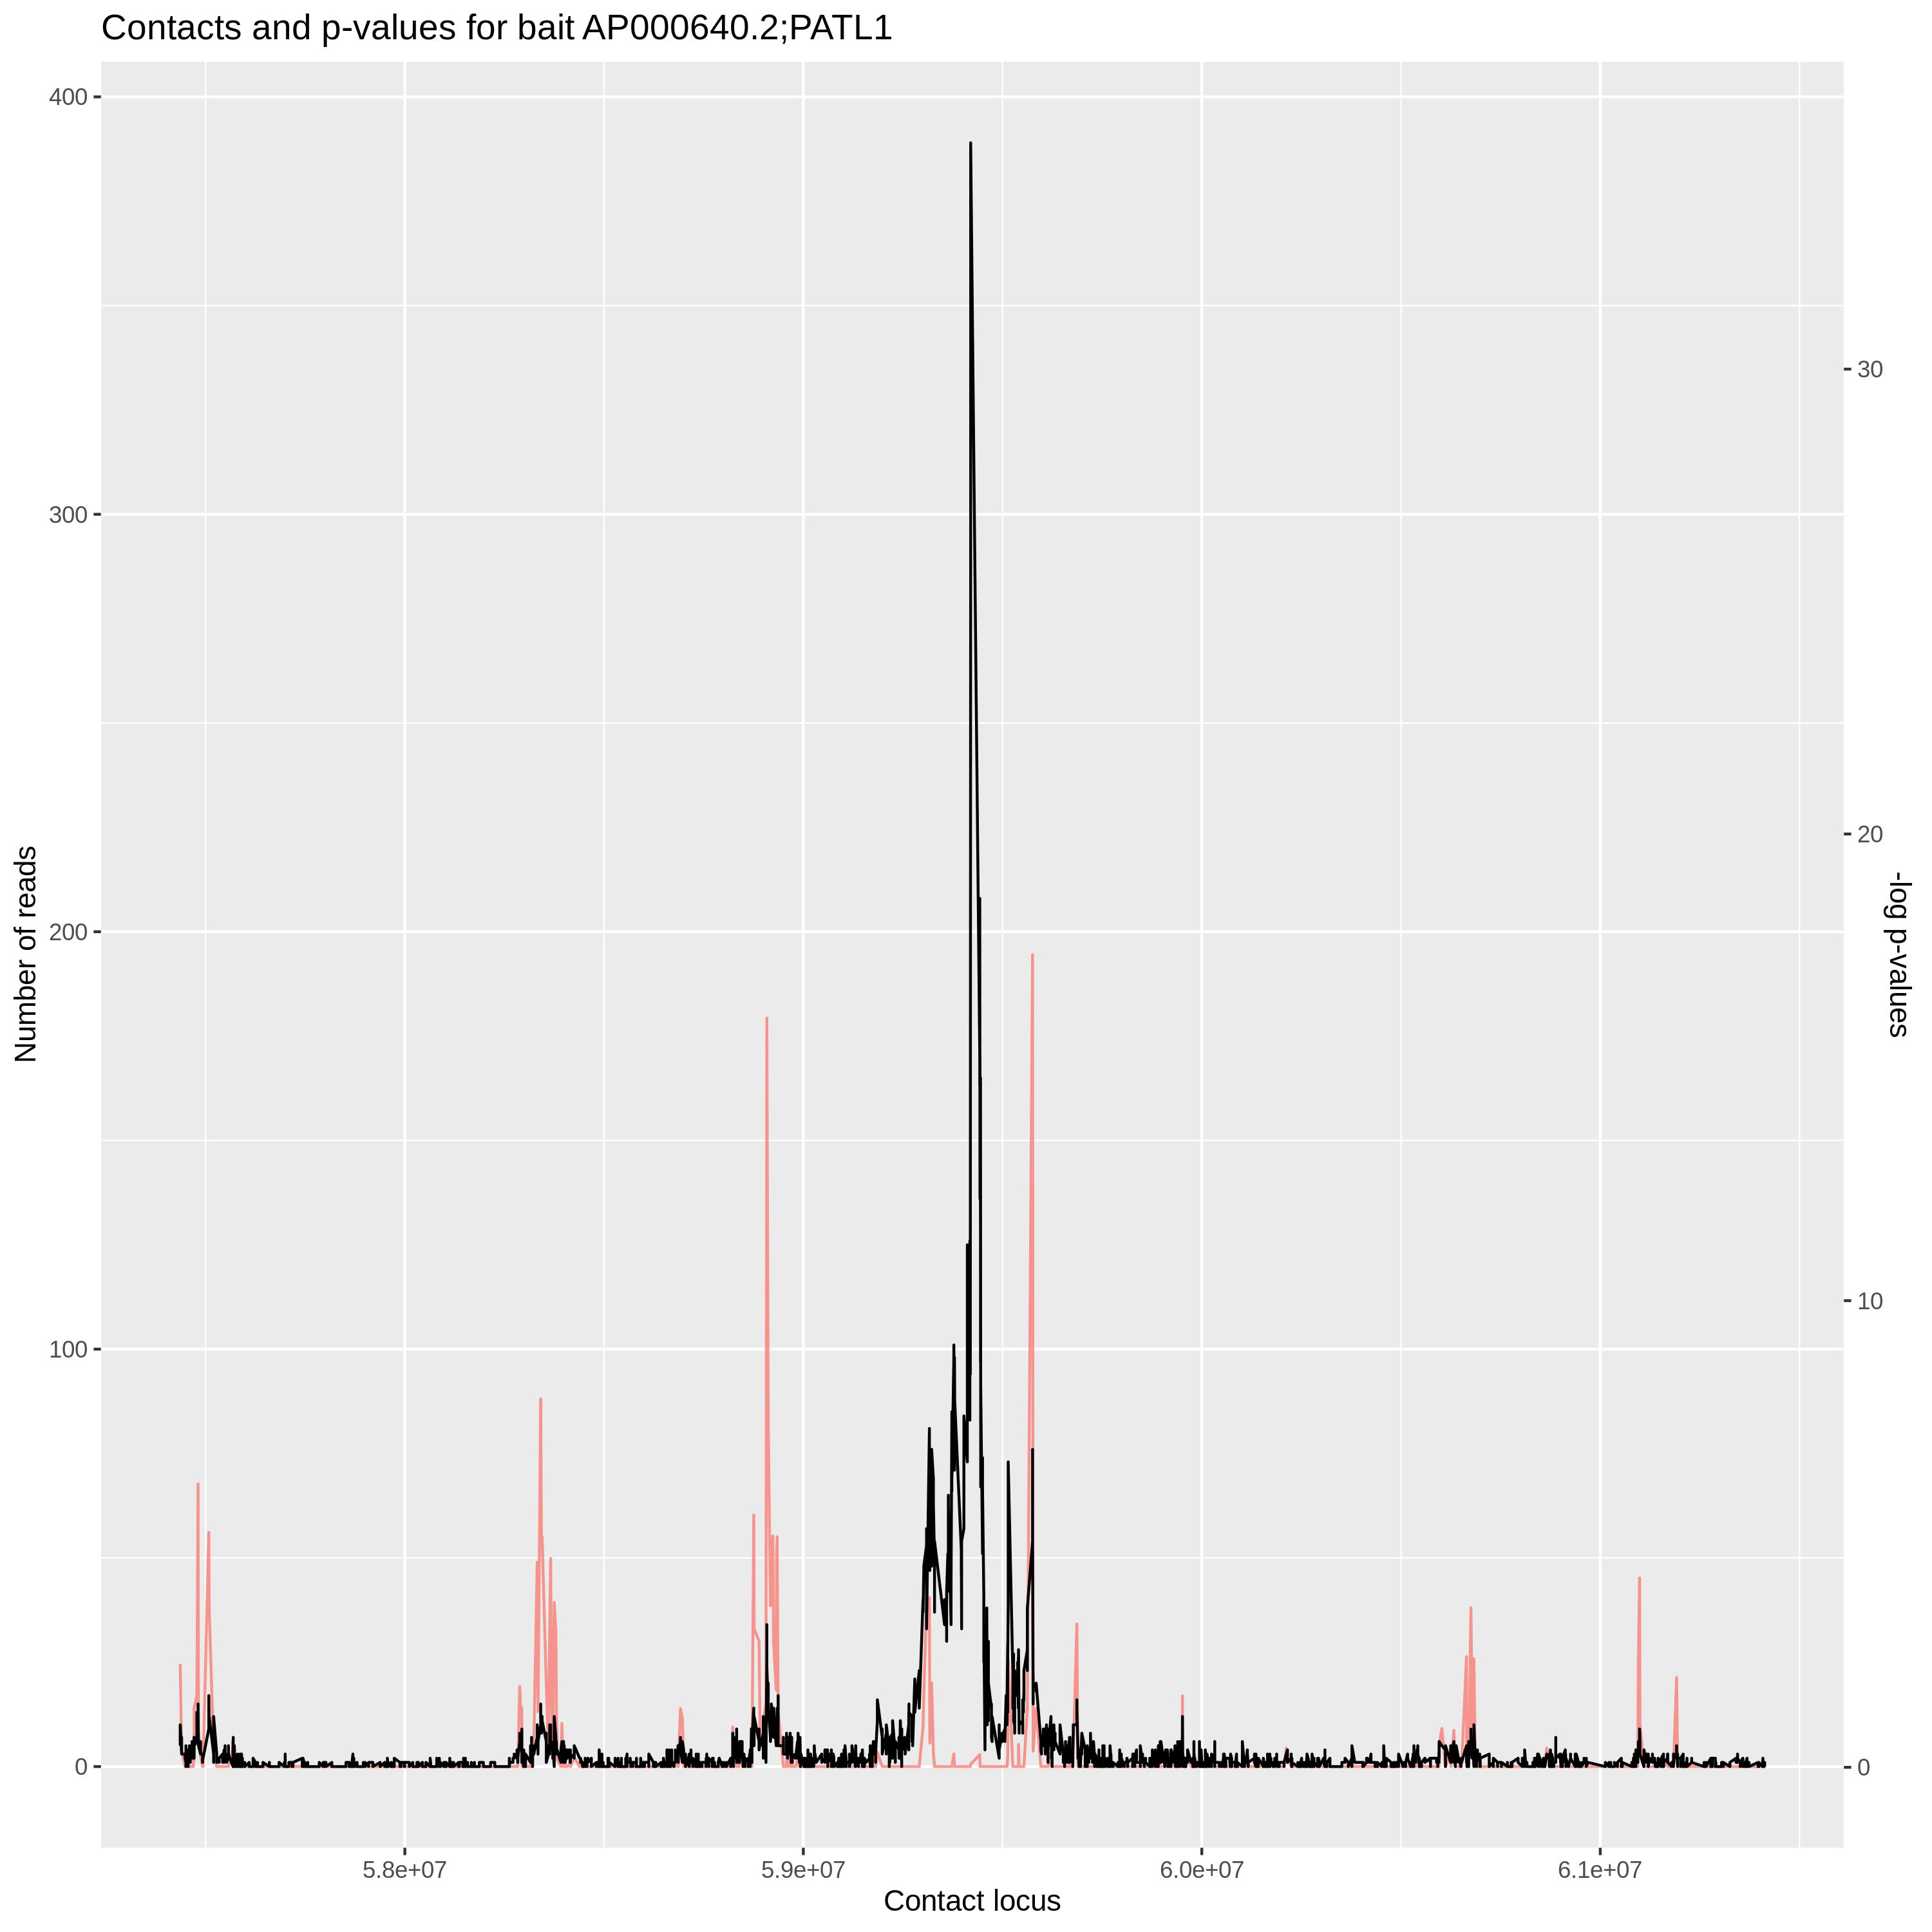 Contacts and p-values for bait AP000640.2;PATL1
400
300
200
100
0
Number of reads
30
20
10
0
-log p-values
5.8e+07
5.9e+07
6.0e+07
6.1e+07
Contact locus